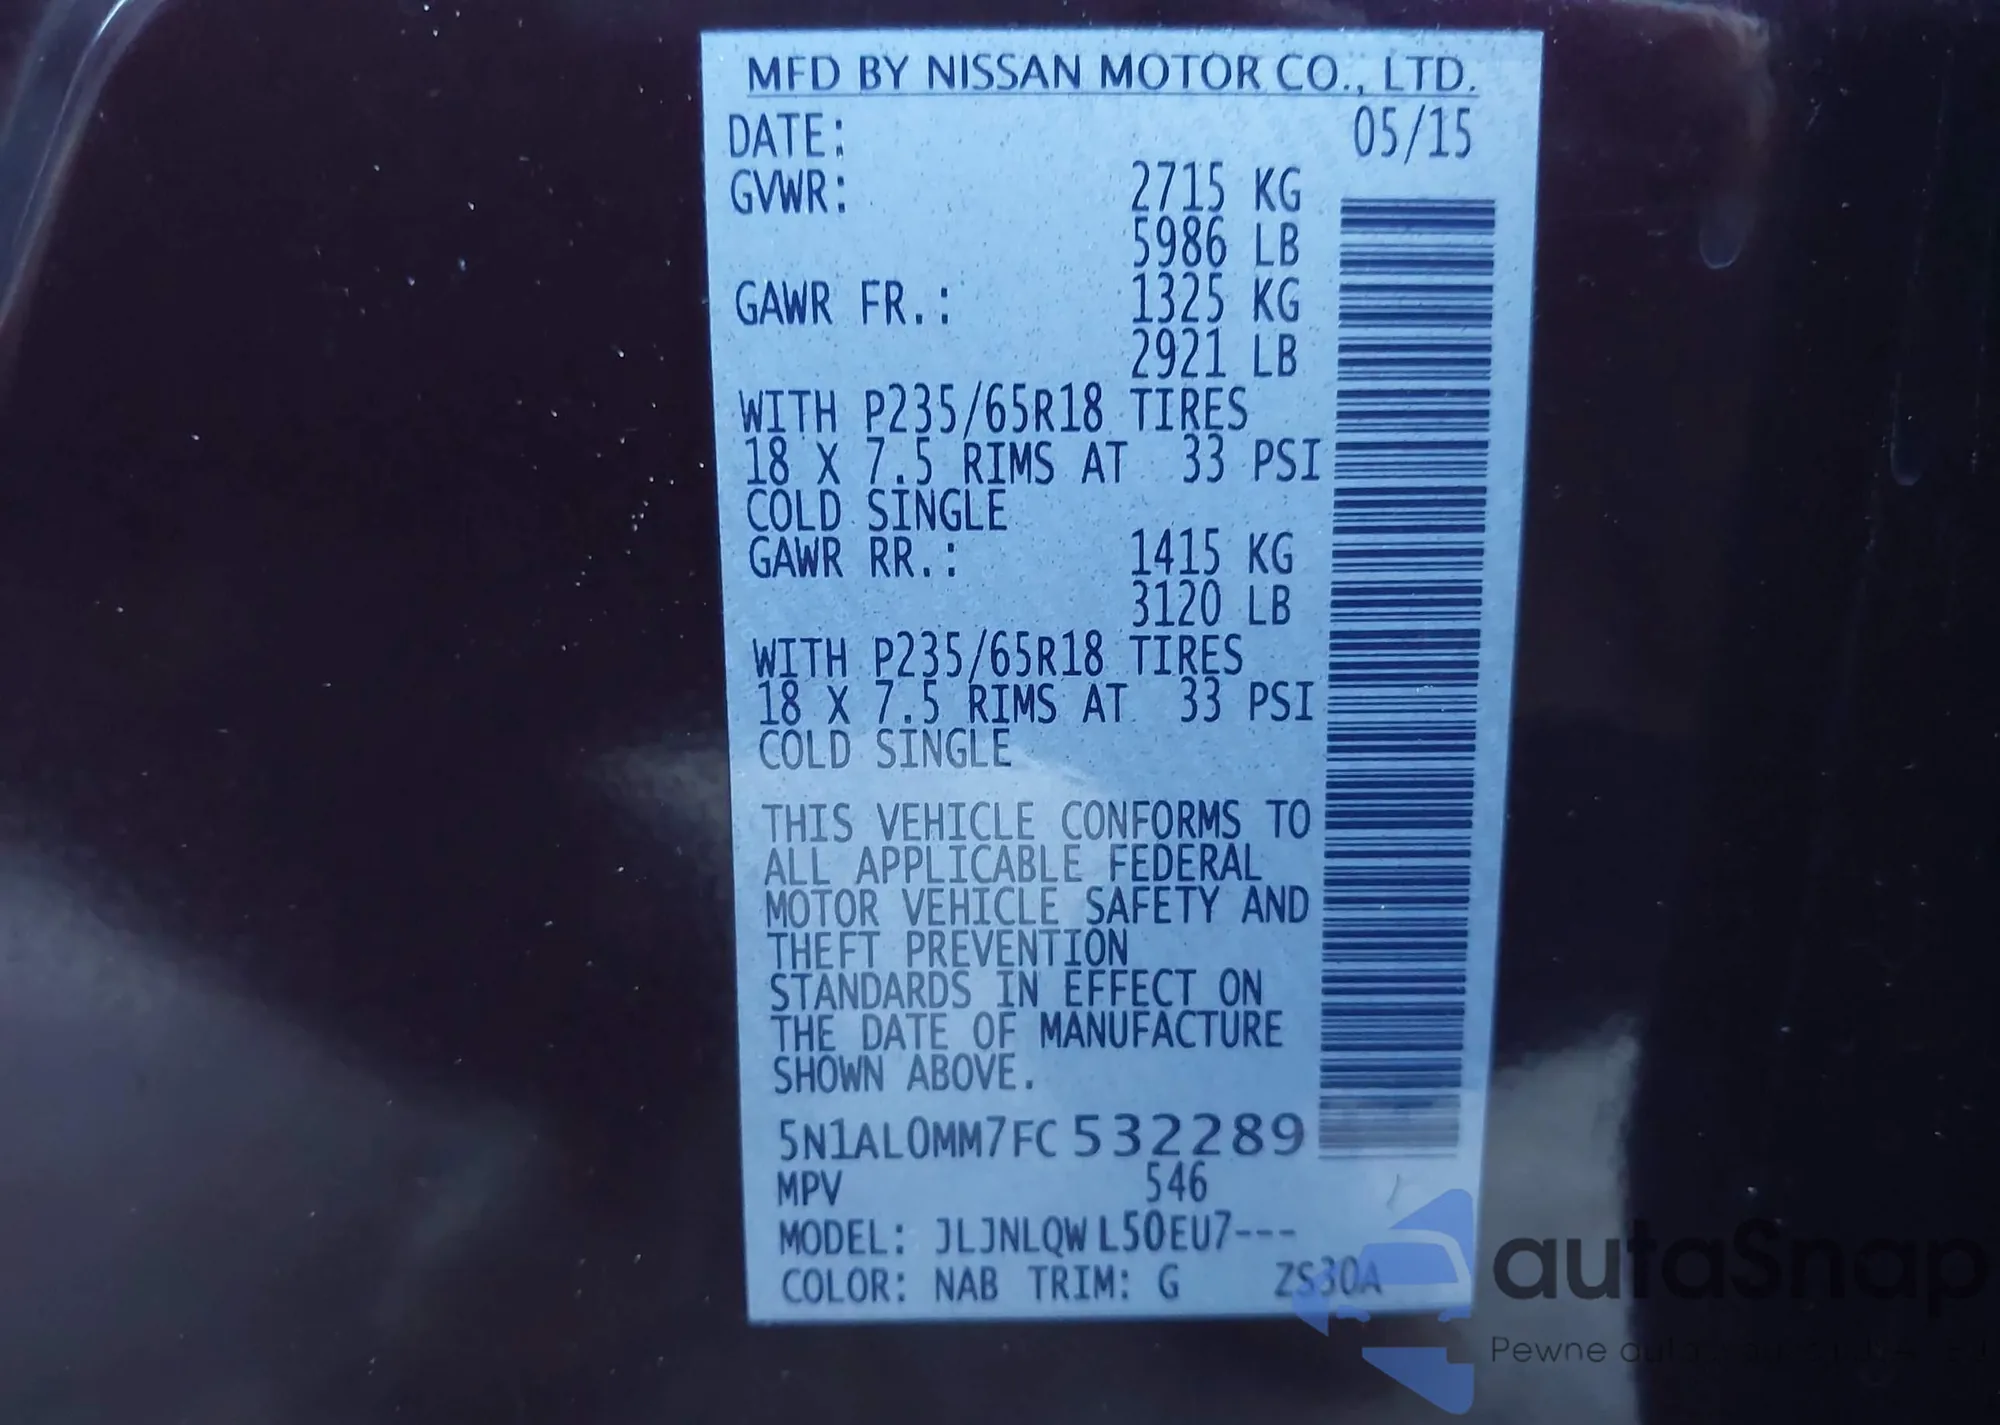 MFD BY NISSAN MOTOR CO., LTD.
DATE: 05/15
GVWR: 2715 KG
5986 LB
GAWR FR.: 1325 KG
2921 LB
WITH P235/65R18 TIRES
18 X 7.5 RIMS AT 33 PSI
COLD SINGLE
GAWR RR.: 1415 KG
3120 LB
WITH P235/65R18 TIRES
18 X 7.5 RIMS AT 33 PSI
COLD SINGLE
THIS VEHICLE CONFORMS TO
ALL APPLICABLE FEDERAL
MOTOR VEHICLE SAFETY AND
THEFT PREVENTION
STANDARDS IN EFFECT ON
THE DATE OF MANUFACTURE
SHOWN ABOVE.
5N1AL0MM7FC532289
MPV 546
MODEL: JLJNLQWL50EU7---
COLOR: NAB TRIM: G ZS30A
autaSnap
Pewne auta